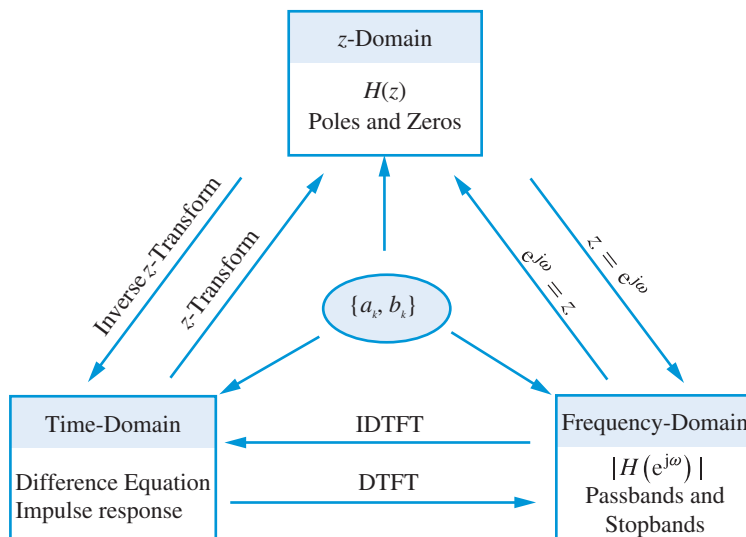 z-Domain
H(z)
Poles and Zeros
Inverse z-Transform
z-Transform
e^{jω} = z
z = e^{jω}
{a_k, b_k}
Time-Domain
Difference Equation
Impulse response
IDTFT
DTFT
Frequency-Domain
|H(e^{jω})|
Passbands and
Stopbands